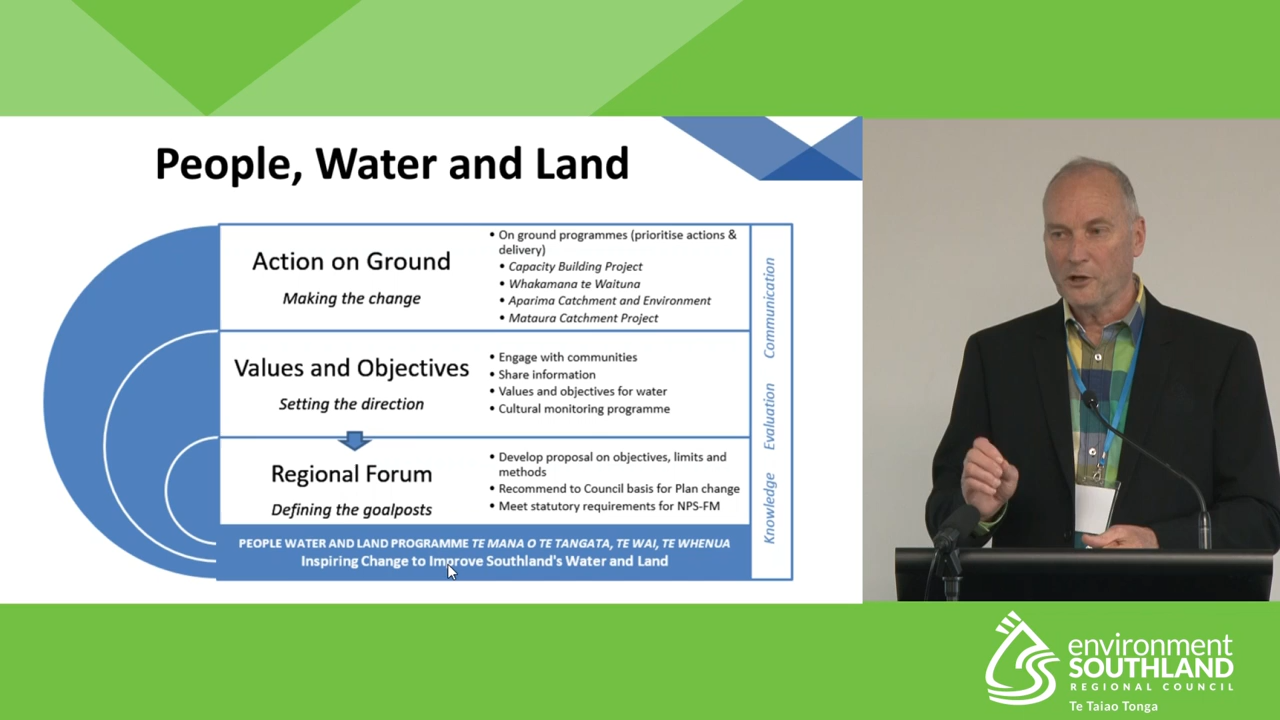 People, Water and Land
Action on Ground
Making the change
• On ground programmes (prioritise actions &
delivery)
• Capacity Building Project
• Whakamana te Waituna
• Aparima Catchment and Environment
• Mataura Catchment Project
Values and Objectives
Setting the direction
• Engage with communities
• Share information
• Values and objectives for water
• Cultural monitoring programme
Regional Forum
Defining the goalposts
• Develop proposal on objectives, limits and
methods
• Recommend to Council basis for Plan change
• Meet statutory requirements for NPS-FM
Knowledge Evaluation Communication
PEOPLE WATER AND LAND PROGRAMME TE MANA O TE TANGATA, TE WAI, TE WHENUA
Inspiring Change to Improve Southland's Water and Land
environment
SOUTHLAND
REGIONAL COUNCIL
Te Taiao Tonga